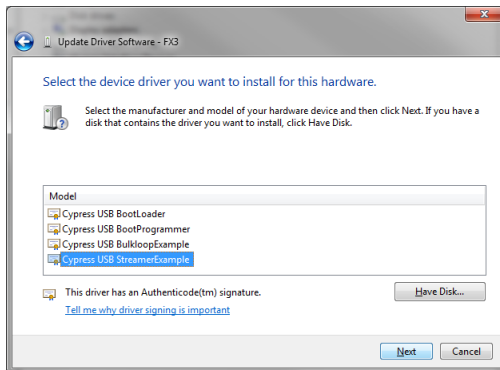 Update Driver Software - FX3
Select the device driver you want to install for this hardware.
Select the manufacturer and model of your hardware device and then click Next. If you have a
disk that contains the driver you want to install, click Have Disk.
Model
Cypress USB BootLoader
Cypress USB BootProgrammer
Cypress USB BulkloopExample
Cypress USB StreamerExample
This driver has an Authenticode(tm) signature.
Have Disk...
Tell me why driver signing is important
Next
Cancel